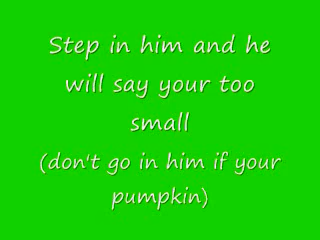 Step in him and he
will say your too
small
(don't go in him if your
pumpkin)